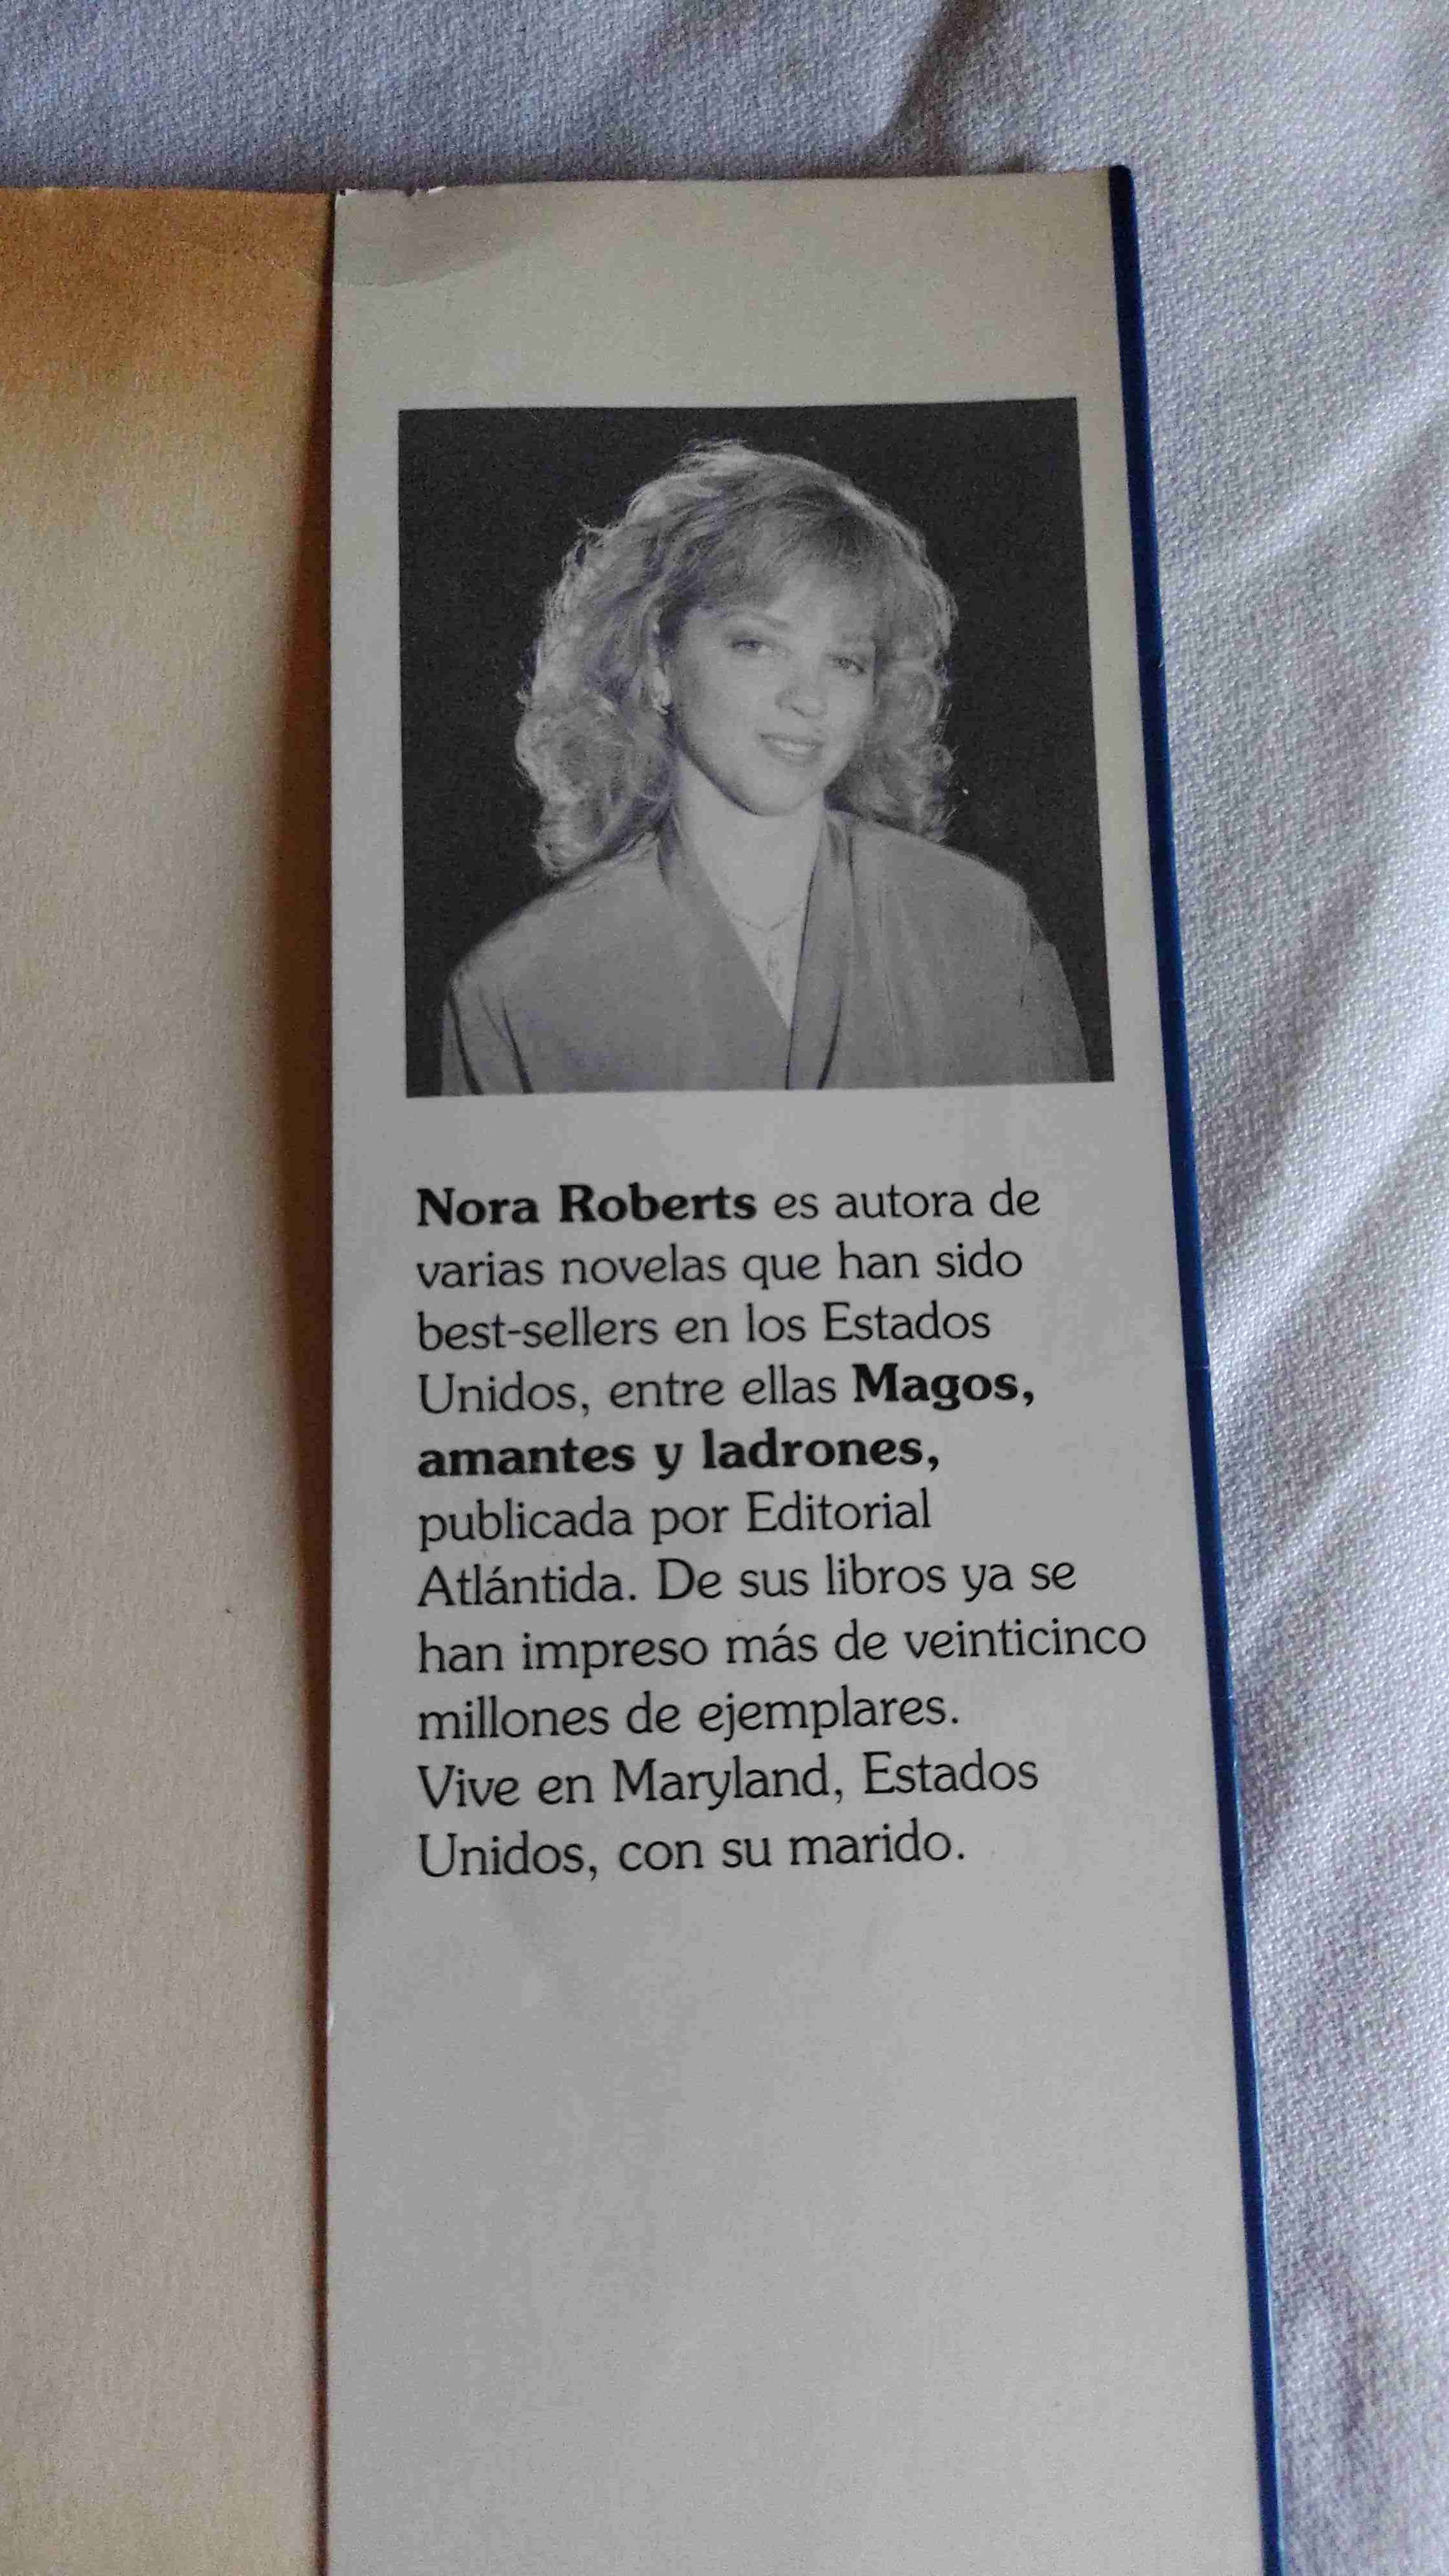 Nora Roberts es autora de
varias novelas que han sido
best-sellers en los Estados
Unidos, entre ellas Magos,
amantes y ladrones,
publicada por Editorial
Atlántida. De sus libros ya se
han impreso más de veinticinco
millones de ejemplares.
Vive en Maryland, Estados
Unidos, con su marido.